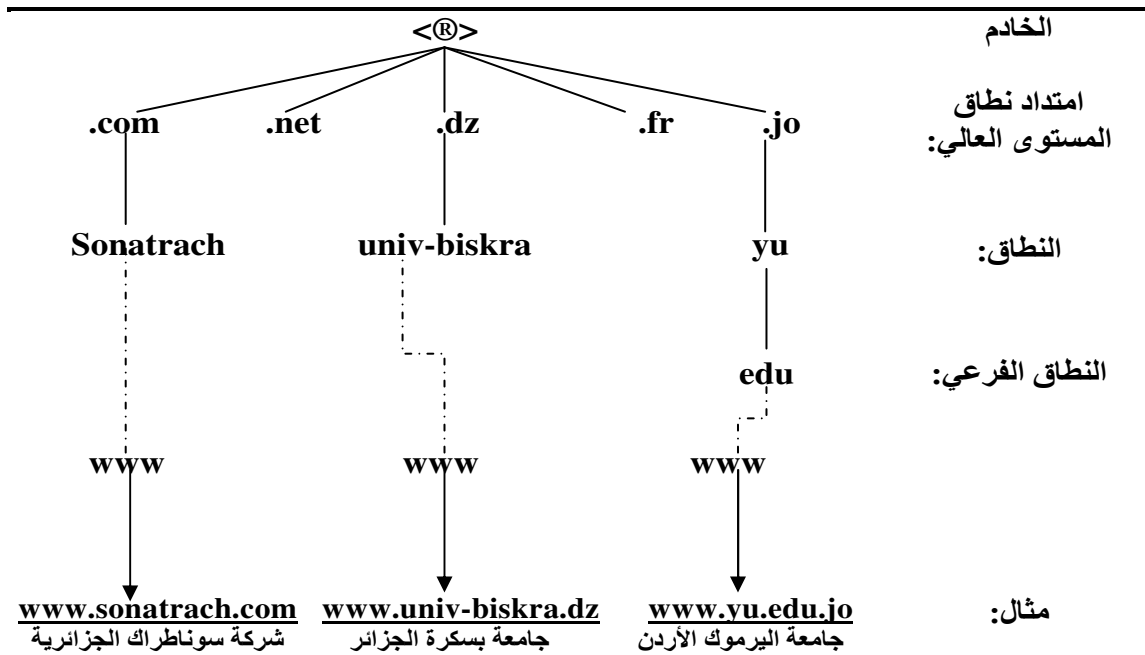 الخادم <®>
امتداد نطاق
المستوى العالي: .com .net .dz .fr .jo
النطاق: Sonatrach univ-biskra yu
النطاق الفرعي: edu
www www www
مثال: www.sonatrach.com www.univ-biskra.dz www.yu.edu.jo
شركة سوناطراك الجزائرية جامعة بسكرة الجزائر جامعة اليرموك الأردن